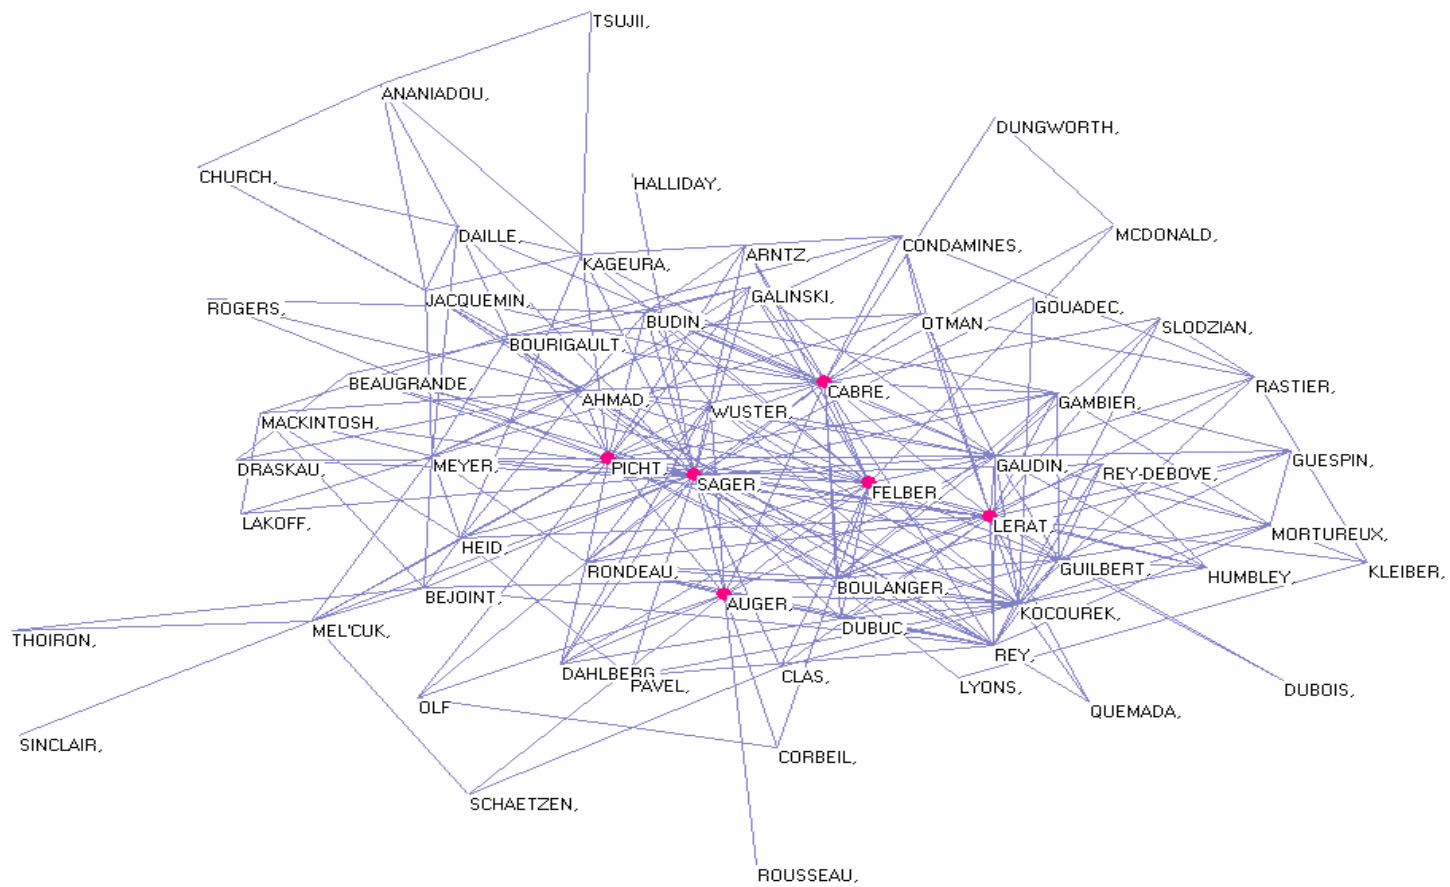 TSUJII,
ANANIADOU,
DUNGWORTH,
CHURCH,
HALLIDAY,
MCDONALD,
DAILLE,
CONDAMINES,
ARNTZ,
KAGEURA,
JACQUEMIN,
GALINSKI,
ROGERS,
GOUADEC,
BUDIN,
OTMAN,
SLODZIAN,
BOURIGAULT,
BEAUGRANDE,
RASTIER,
CABRE,
AHMAD,
GAMBIER,
WUSTER,
MACKINTOSH,
GUESPIN,
MEYER,
GAUDIN,
DRASKAU,
PICHT,
REY-DEBOVE,
SAGER,
FELBER,
LAKOFF,
LERAT,
MORTUREUX,
HEID,
GUILBERT,
RONDEAU,
KLEIBER,
HUMBLEY,
BOULANGER,
BEJOINT,
AUGER,
KOCOUREK,
DUBUC,
MEL'CUK,
THOIRON,
REY,
DAHLBERG
CLAS,
PAVEL,
LYONS,
DUBOIS,
OLF
QUEMADA,
SINCLAIR,
CORBEIL,
SCHAETZEN,
ROUSSEAU,